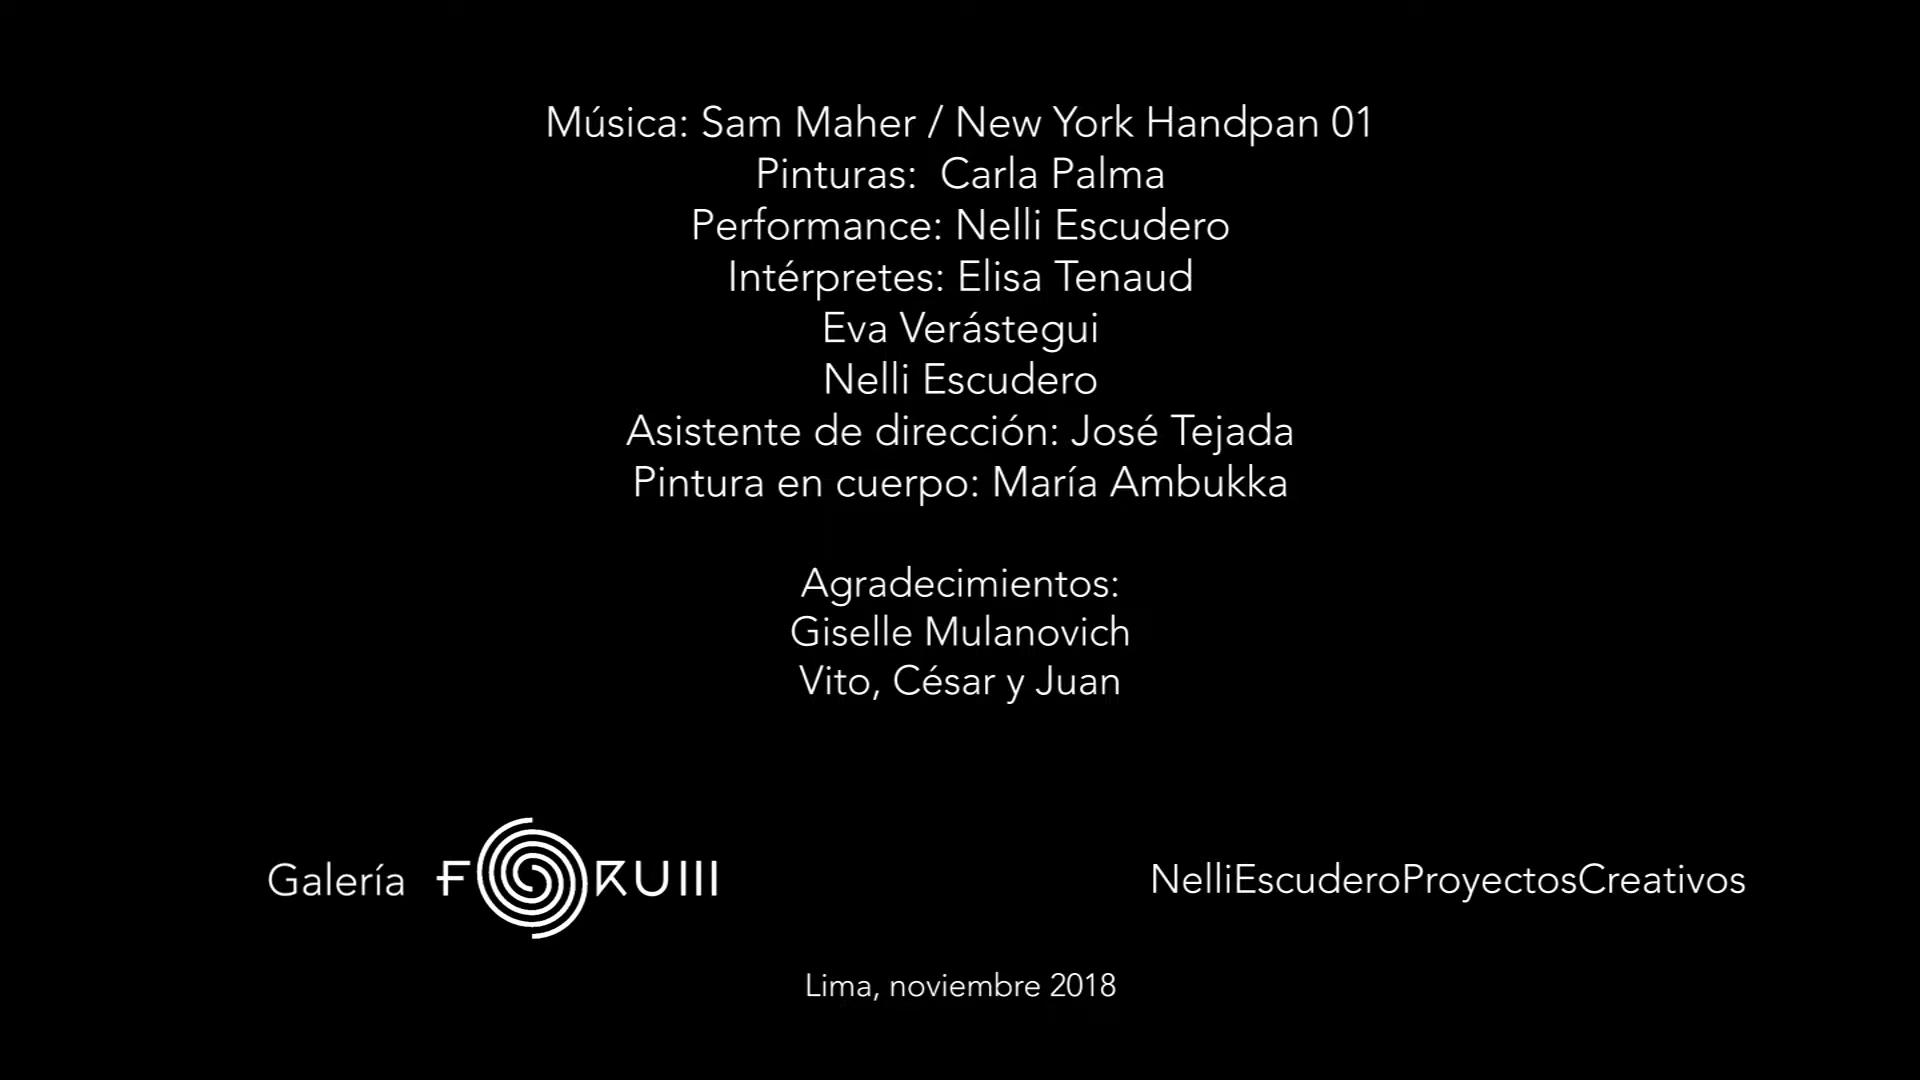 Música: Sam Maher / New York Handpan 01
Pinturas:  Carla Palma
Performance: Nelli Escudero
Intérpretes: Elisa Tenaud
Eva Verástegui
Nelli Escudero
Asistente de dirección: José Tejada
Pintura en cuerpo: María Ambukka
Agradecimientos:
Giselle Mulanovich
Vito, César y Juan
Galería FORUM
NelliEscuderoProyectosCreativos
Lima, noviembre 2018